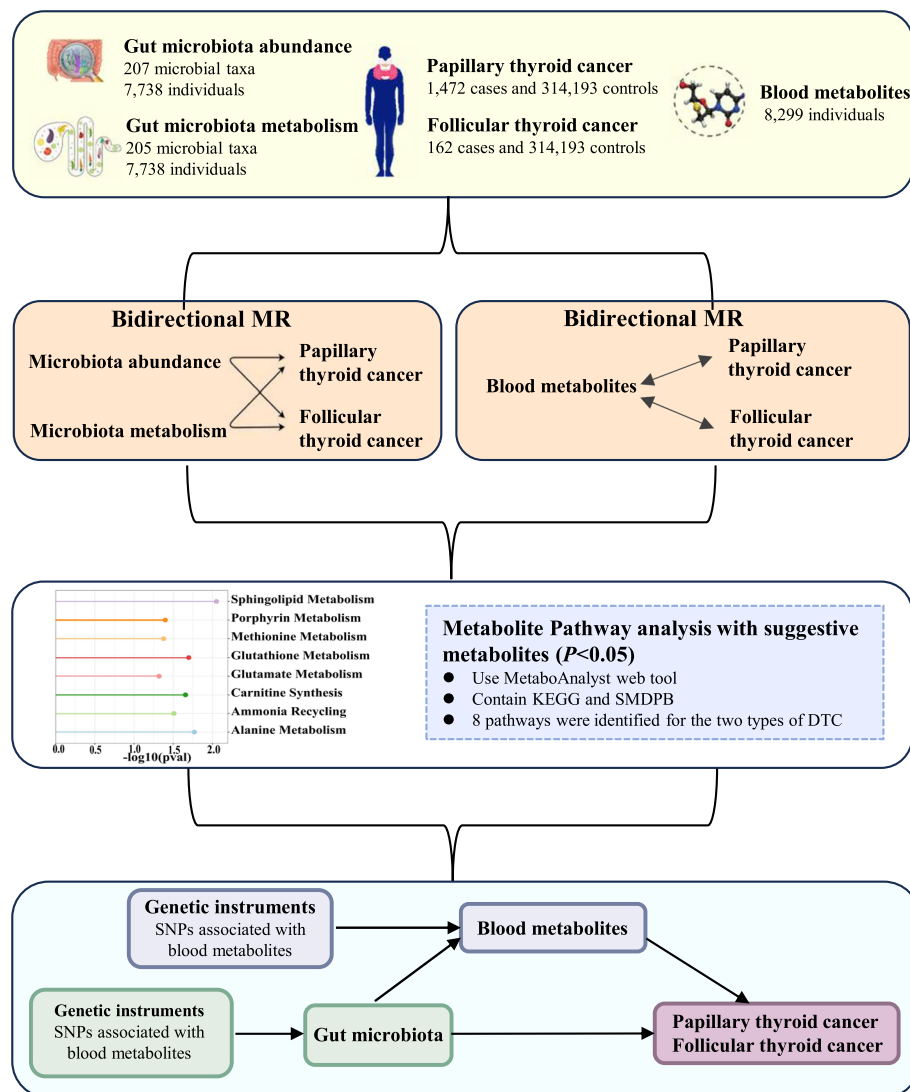 Gut microbiota abundance
207 microbial taxa
7,738 individuals
Gut microbiota metabolism
205 microbial taxa
7,738 individuals
Papillary thyroid cancer
1,472 cases and 314,193 controls
Follicular thyroid cancer
162 cases and 314,193 controls
Blood metabolites
8,299 individuals
Bidirectional MR
Microbiota abundance
Microbiota metabolism
Papillary
thyroid cancer
Follicular
thyroid cancer
Bidirectional MR
Blood metabolites
Papillary
thyroid cancer
Follicular
thyroid cancer
Sphingolipid Metabolism
Porphyrin Metabolism
Methionine Metabolism
Glutathione Metabolism
Glutamate Metabolism
Carnitine Synthesis
Ammonia Recycling
Alanine Metabolism
0.0 0.5 1.0 1.5 2.0
-log10(pval)
Metabolite Pathway analysis with suggestive
metabolites (P<0.05)
● Use MetaboAnalyst web tool
● Contain KEGG and SMDPB
● 8 pathways were identified for the two types of DTC
Genetic instruments
SNPs associated with
blood metabolites
Blood metabolites
Genetic instruments
SNPs associated with
blood metabolites
Gut microbiota
Papillary thyroid cancer
Follicular thyroid cancer